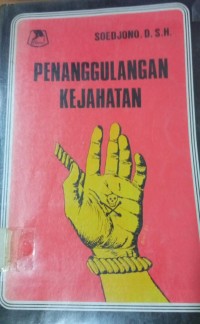 SOEDJONO, D. S.H.
PENANGGULANGAN
KEJAHATAN